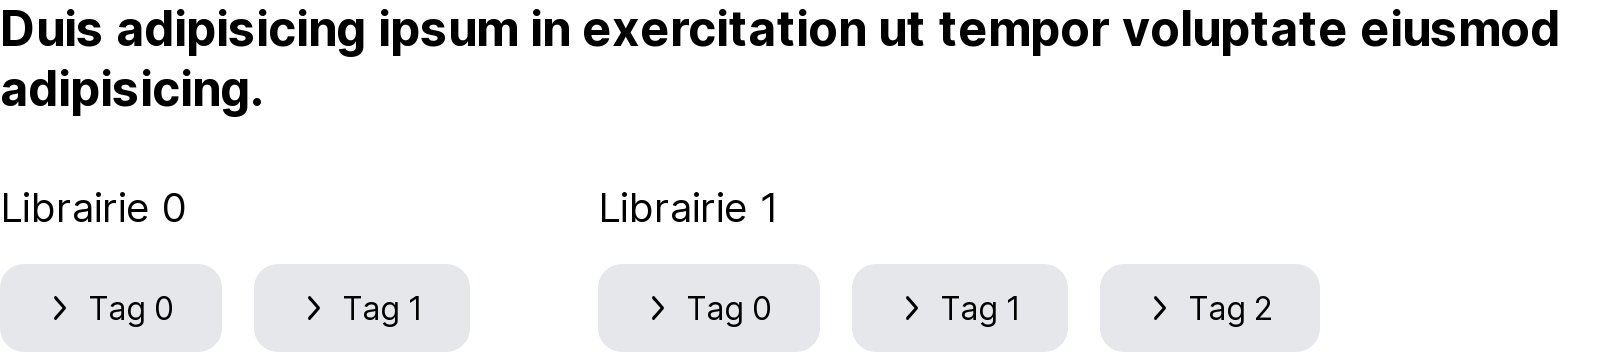 Duis adipisicing ipsum in exercitation ut tempor voluptate eiusmod
adipisicing.
Librairie 0 Librairie 1
Tag 0 Tag 1 Tag 0 Tag 1 Tag 2